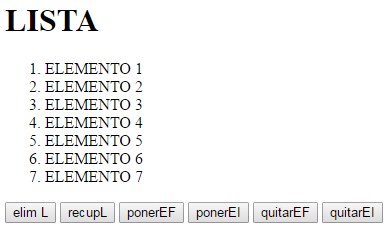 LISTA
1. ELEMENTO 1
2. ELEMENTO 2
3. ELEMENTO 3
4. ELEMENTO 4
5. ELEMENTO 5
6. ELEMENTO 6
7. ELEMENTO 7
elim L recupL ponerEF ponerEI quitarEF quitarEI